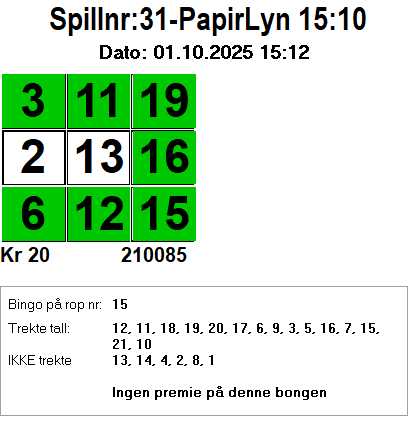 Spillnr:31-PapirLyn 15:10
Dato: 01.10.2025 15:12
3 11 19
2 13 16
6 12 15
Kr 20 210085
Bingo på rop nr: 15
Trekte tall: 12, 11, 18, 19, 20, 17, 6, 9, 3, 5, 16, 7, 15,
21, 10
IKKE trekte 13, 14, 4, 2, 8, 1
Ingen premie på denne bongen